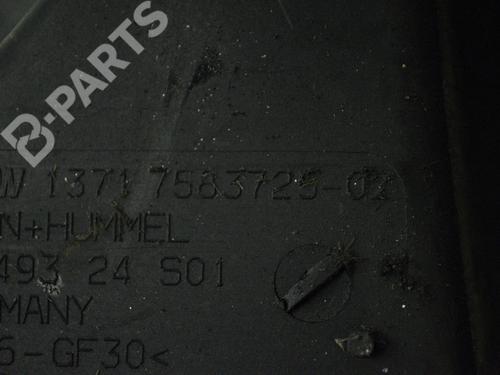 B-PARTS
W 1371 7583725-02
N+HUMMEL
493 24 S01
MANY
6-GF30<